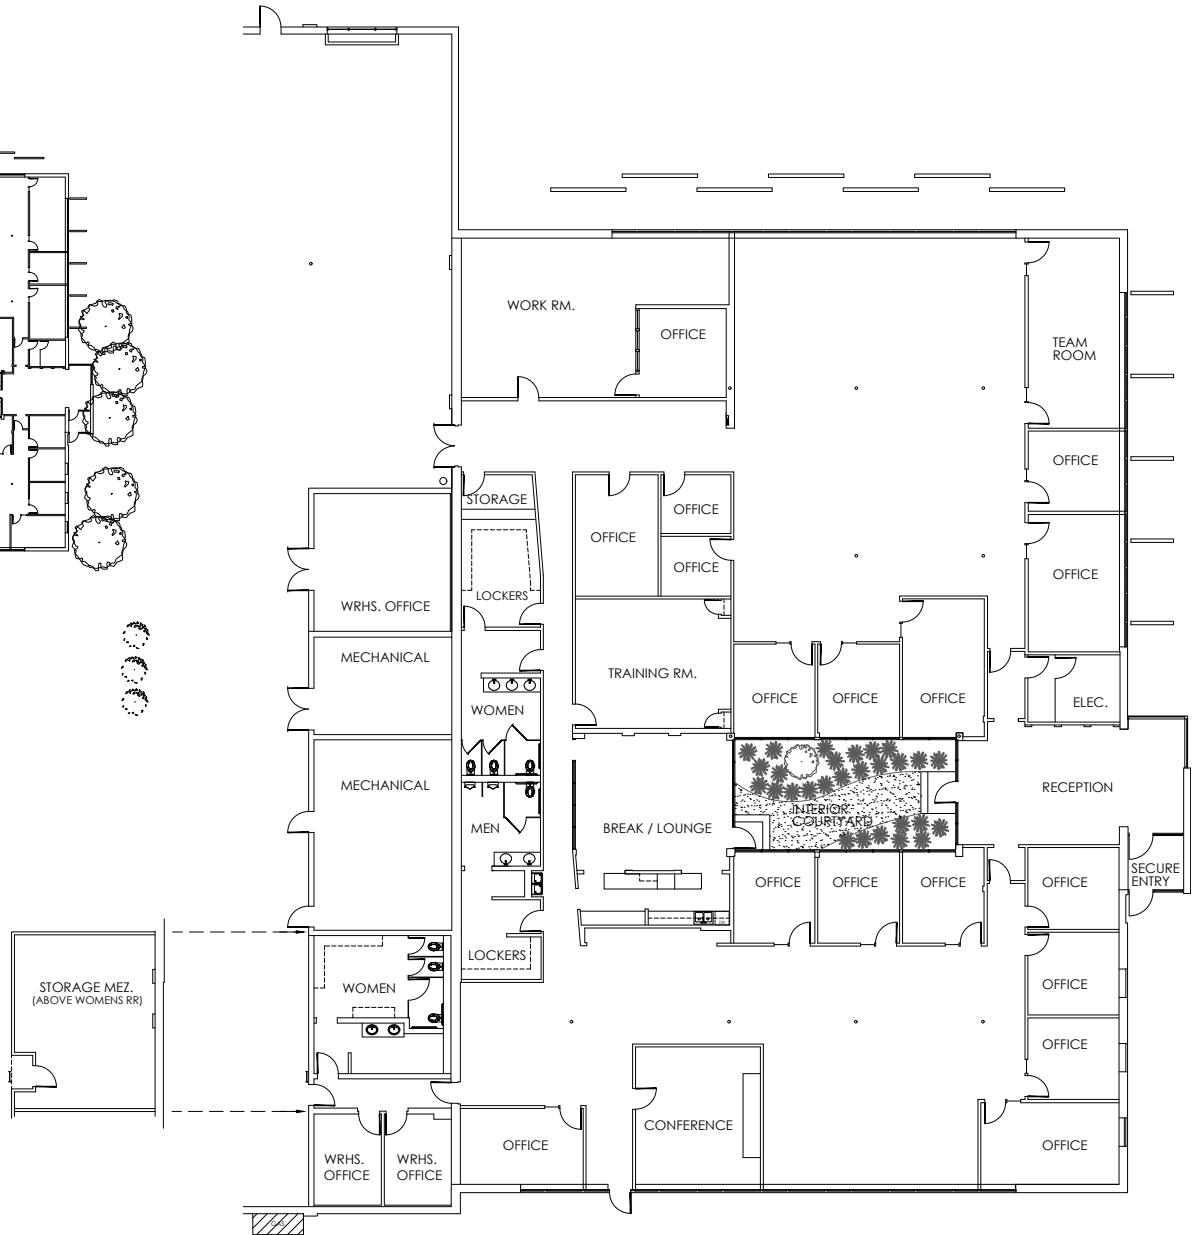 WORK RM.
OFFICE
TEAM
ROOM
OFFICE
STORAGE
OFFICE
OFFICE
OFFICE
OFFICE
LOCKERS
WRHS. OFFICE
MECHANICAL
TRAINING RM.
OFFICE
OFFICE
OFFICE
ELEC.
WOMEN
MECHANICAL
RECEPTION
INTERIOR
COURTYARD
MEN
BREAK / LOUNGE
SECURE
ENTRY
OFFICE
OFFICE
OFFICE
OFFICE
LOCKERS
STORAGE MEZ.
(ABOVE WOMENS RR)
WOMEN
OFFICE
OFFICE
CONFERENCE
OFFICE
OFFICE
WRHS.
OFFICE
WRHS.
OFFICE